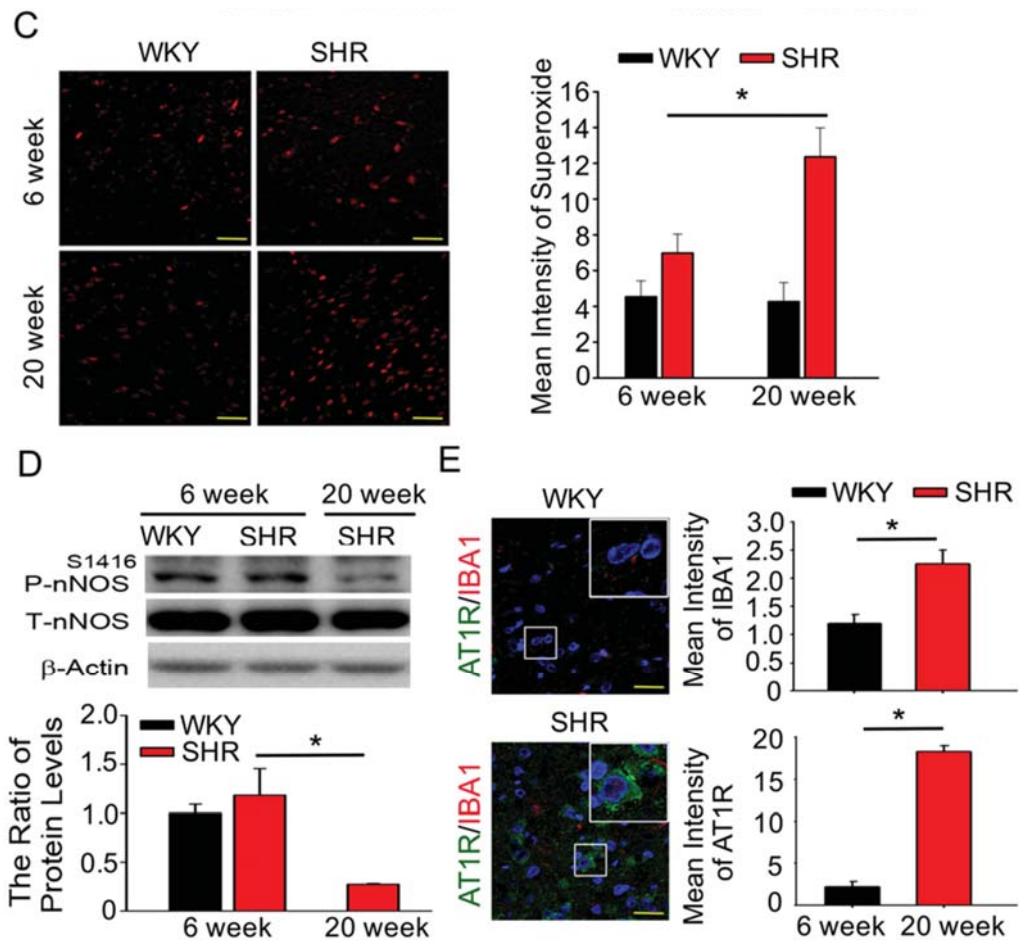 C
WKY SHR
6 week
20 week
WKY SHR
Mean Intensity of Superoxide
16
14
12
10
8
6
4
2
0
*
6 week 20 week
D
6 week 20 week
WKY SHR SHR
S1416
P-nNOS
T-nNOS
β-Actin
The Ratio of
Protein Levels
2.0
1.5
1.0
0.5
0
WKY
SHR
*
6 week 20 week
E
WKY
AT1R/IBA1
SHR
AT1R/IBA1
WKY SHR
Mean Intensity
of IBA1
3.0
2.5
2.0
1.5
1.0
0.5
0
*
Mean Intensity
of AT1R
20
15
10
5
0
*
6 week 20 week